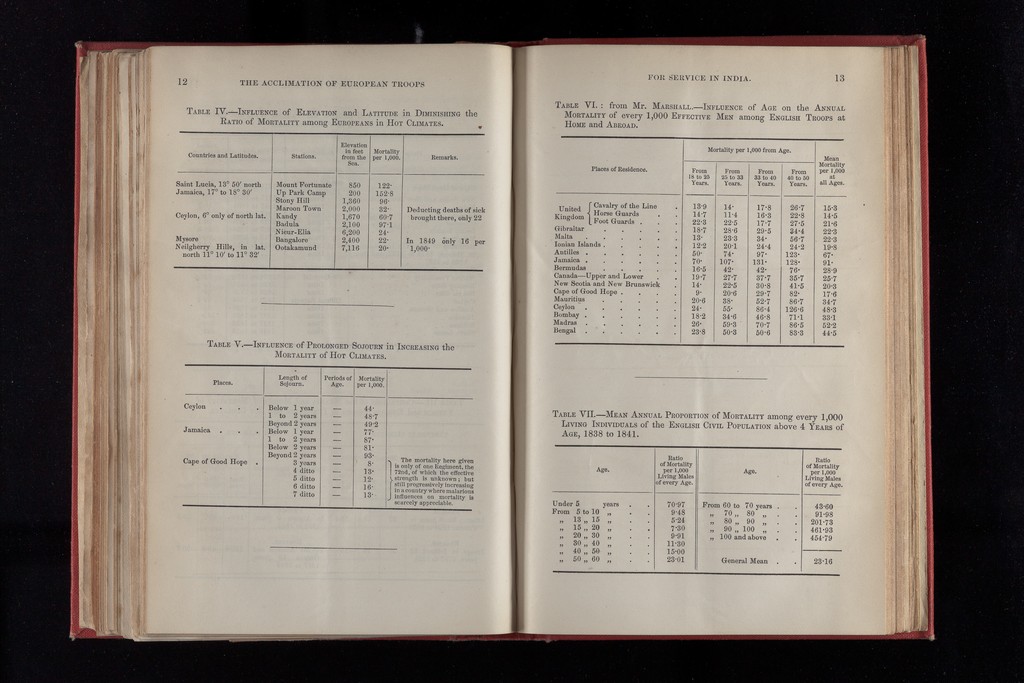 12 THE ACCLIMATION OF EUROPEAN TROOPS
TABLE IV.—INFLUENCE of ELEVATION and LATITUDE in DIMINISHING the
RATIO of MORTALITY among EUROPEANS in HOT CLIMATES.
Countries and Latitudes. Stations. Elevation in feet from the Sea. Mortality per 1,000. Remarks.
Saint Lucia, 13° 50′ north Mount Fortunate 850 122·
Jamaica, 17° to 18° 30′ Up Park Camp 200 152·8
Stony Hill 1,360 96·
Maroon Town 2,000 32· Deducting deaths of sick
Ceylon, 6° only of north lat. Kandy 1,670 60·7 brought there, only 22
Badula 2,100 97·1
Nieur-Ellia 6,200 24·
Mysore Bangalore 2,400 22· In 1849 only 16 per
Neilgherry Hills, in lat. Ootakamund 7,116 20· 1,000·
north 11° 10′ to 11° 32′
TABLE V.—INFLUENCE of PROLONGED SOJOURN in INCREASING the
MORTALITY of HOT CLIMATES.
Places. Length of Sojourn. Periods of Age. Mortality per 1,000.
Ceylon . . . Below 1 year — 44·
1 to 2 years — 48·7
Beyond 2 years — 49·2
Jamaica . . . Below 1 year — 77·
1 to 2 years — 87·
Below 2 years — 81·
Beyond 2 years — 93·
Cape of Good Hope . 3 years — 8· The mortality here given
4 ditto — 13· is only of one Regiment, the
5 ditto — 12· 72nd, of which the effective
6 ditto — 16· strength is unknown; but
7 ditto — 13· still progressively increasing
in a country where malarious
influences on mortality is
scarcely appreciable.
FOR SERVICE IN INDIA. 13
TABLE VI. : from Mr. MARSHALL.—INFLUENCE of AGE on the ANNUAL
MORTALITY of every 1,000 EFFECTIVE MEN among ENGLISH TROOPS at
HOME and ABROAD.
Places of Residence. Mortality per 1,000 from Age. Mean Mortality per 1,000 at all Ages.
From 18 to 25 Years. From 25 to 33 Years. From 33 to 40 Years. From 40 to 50 Years.
United Kingdom { Cavalry of the Line . 13·9 14· 17·8 26·7 15·3
Horse Guards . . 14·7 11·4 16·3 22·8 14·5
Foot Guards . . 22·3 22·5 17·7 27·5 21·6
Gibraltar . . . . . 18·7 28·6 29·5 34·4 22·3
Malta . . . . . . 13· 23·3 34· 56·7 22·3
Ionian Islands . . . . . 12·2 20·1 24·4 24·2 19·8
Antilles . . . . . . 50· 74· 97· 123· 67·
Jamaica . . . . . . 70· 107· 131· 128· 91·
Bermudas . . . . . 16·5 42· 42· 76· 28·9
Canada—Upper and Lower . . 19·7 27·7 37·7 35·7 25·7
New Scotia and New Brunswick . 14· 22·5 30·8 41·5 20·3
Cape of Good Hope . . . . 9· 20·6 29·7 82· 17·6
Mauritius . . . . . 20·6 38· 52·7 86·7 34·7
Ceylon . . . . . . 24· 55· 86·4 126·6 48·3
Bombay . . . . . . 18·2 34·6 46·8 71·1 33·1
Madras . . . . . . 26· 59·3 70·7 86·5 52·2
Bengal . . . . . . 23·8 50·3 50·6 83·3 44·5
TABLE VII.—MEAN ANNUAL PROPORTION of MORTALITY among every 1,000
LIVING INDIVIDUALS of the ENGLISH CIVIL POPULATION above 4 YEARS of
AGE, 1838 to 1841.
Age. Ratio of Mortality per 1,000 Living Males of every Age. Age. Ratio of Mortality per 1,000 Living Males of every Age.
Under 5 years . . 70·97 From 60 to 70 years . 43·60
From 5 to 10 „ . . 9·48 „ 70 „ 80 „ . . 91·98
„ 13 „ 15 „ . . 5·24 „ 80 „ 90 „ . . 201·73
„ 15 „ 20 „ . . 7·30 „ 90 „ 100 „ . . 461·93
„ 20 „ 30 „ . . 9·91 „ 100 and above . . 454·79
„ 30 „ 40 „ . . 11·30
„ 40 „ 50 „ . . 15·00
„ 50 „ 60 „ . . 23·01 General Mean . . 23·16